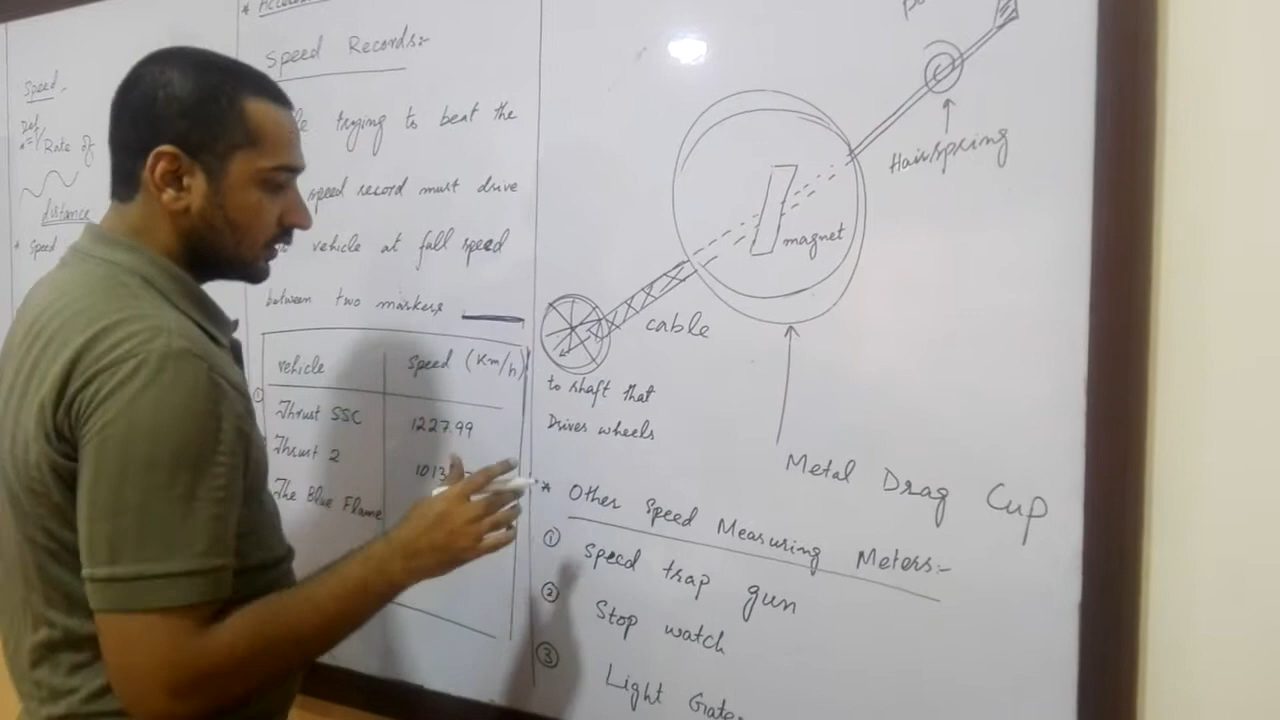 Speed
Def
Rate of
distance
* Speed
* Accele
Speed Records:-
trying to beat the
speed record must drive
vehicle at full speed
between two markers
vehicle Speed (Km/h)
① Thrust SSC 1227.99
Thrust 2 1013
The Blue Flame
Hairspring
magnet
cable
to shaft that
Drives wheels
Metal Drag Cup
* Other Speed Measuring Meters:-
① Speed trap gun
② Stop watch
③ Light Gate